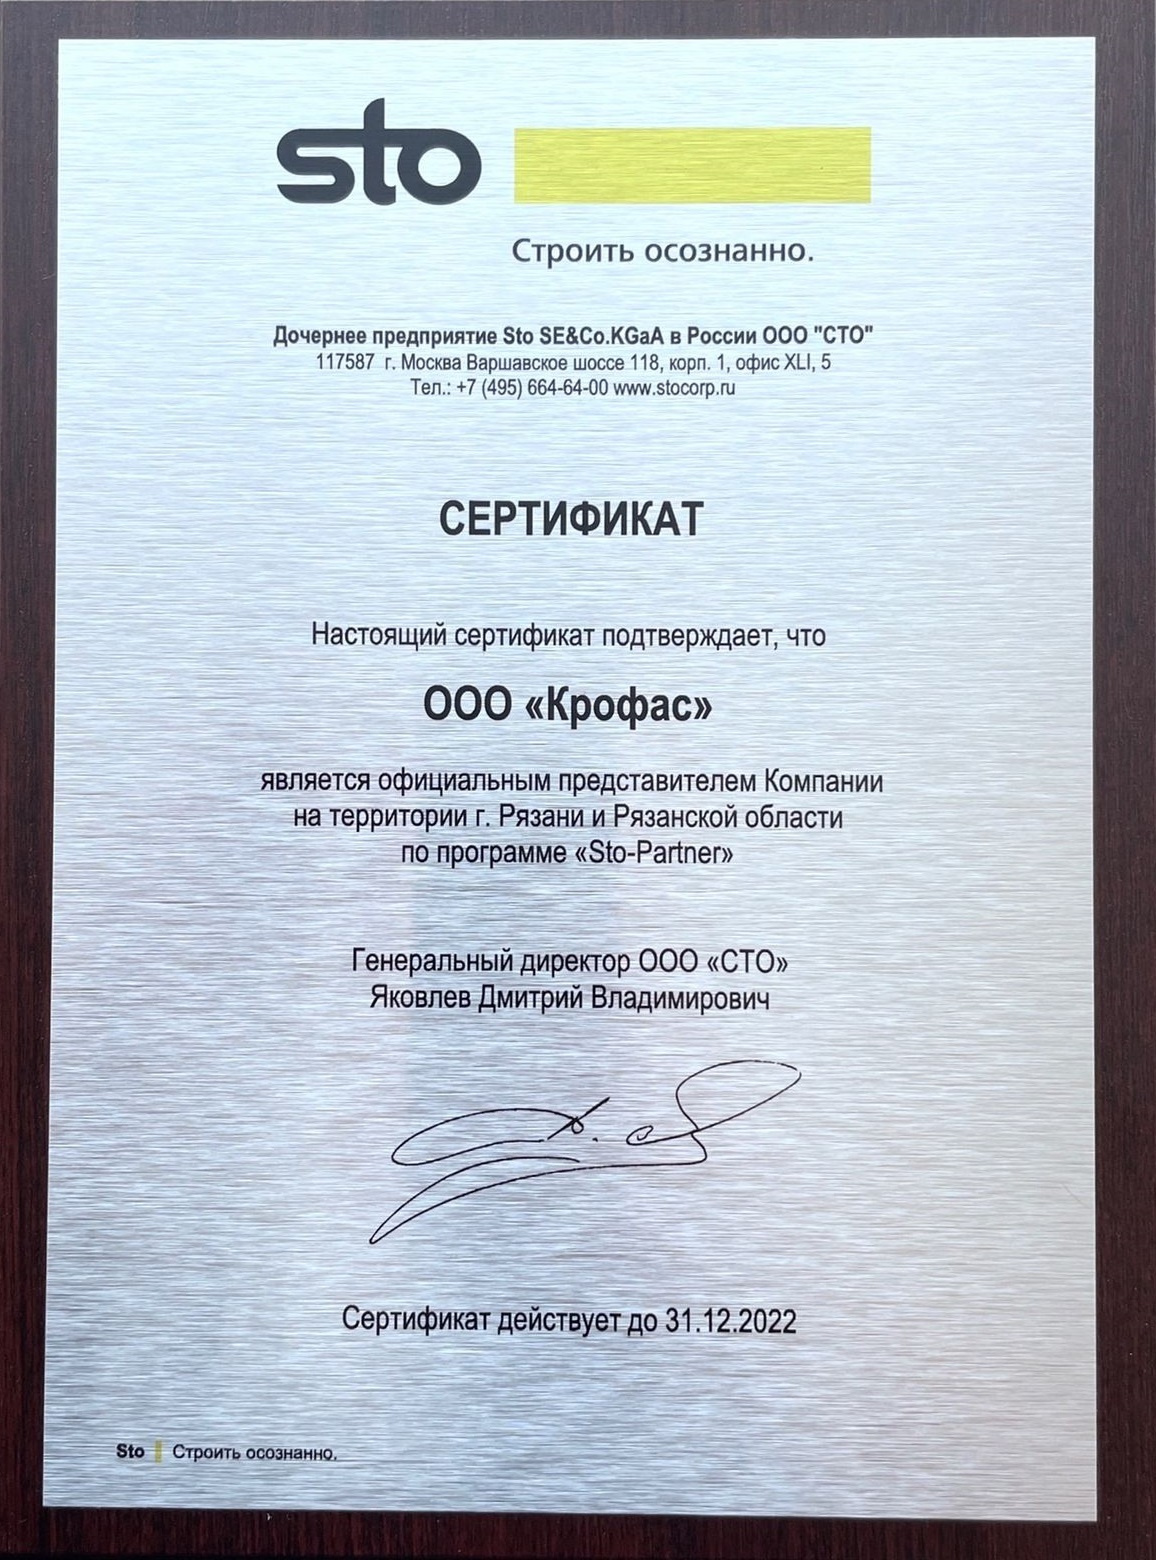 sto
Строить осознанно.
Дочернее предприятие Sto SE&Co.KGaA в России ООО "СТО"
117587 г. Москва Варшавское шоссе 118, корп. 1, офис XLI, 5
Тел.: +7 (495) 664-64-00 www.stocorp.ru
СЕРТИФИКАТ
Настоящий сертификат подтверждает, что
ООО «Крофас»
является официальным представителем Компании
на территории г. Рязани и Рязанской области
по программе «Sto-Partner»
Генеральный директор ООО «СТО»
Яковлев Дмитрий Владимирович
Сертификат действует до 31.12.2022
Sto Строить осознанно.